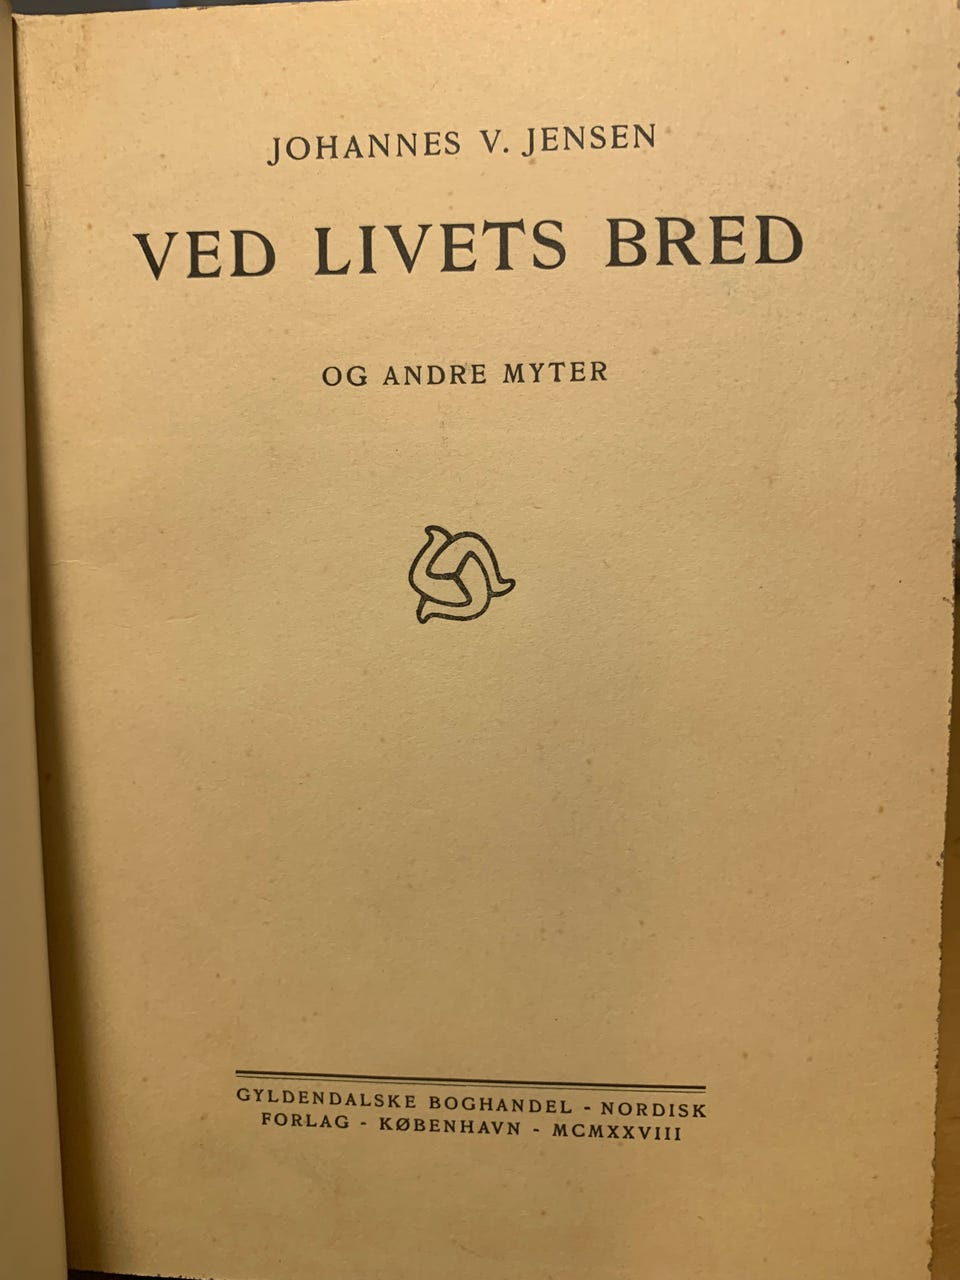 JOHANNES V. JENSEN
VED LIVETS BRED
OG ANDRE MYTER
GYLDENDALSKE BOGHANDEL - NORDISK
FORLAG - KØBENHAVN - MCMXXVIII